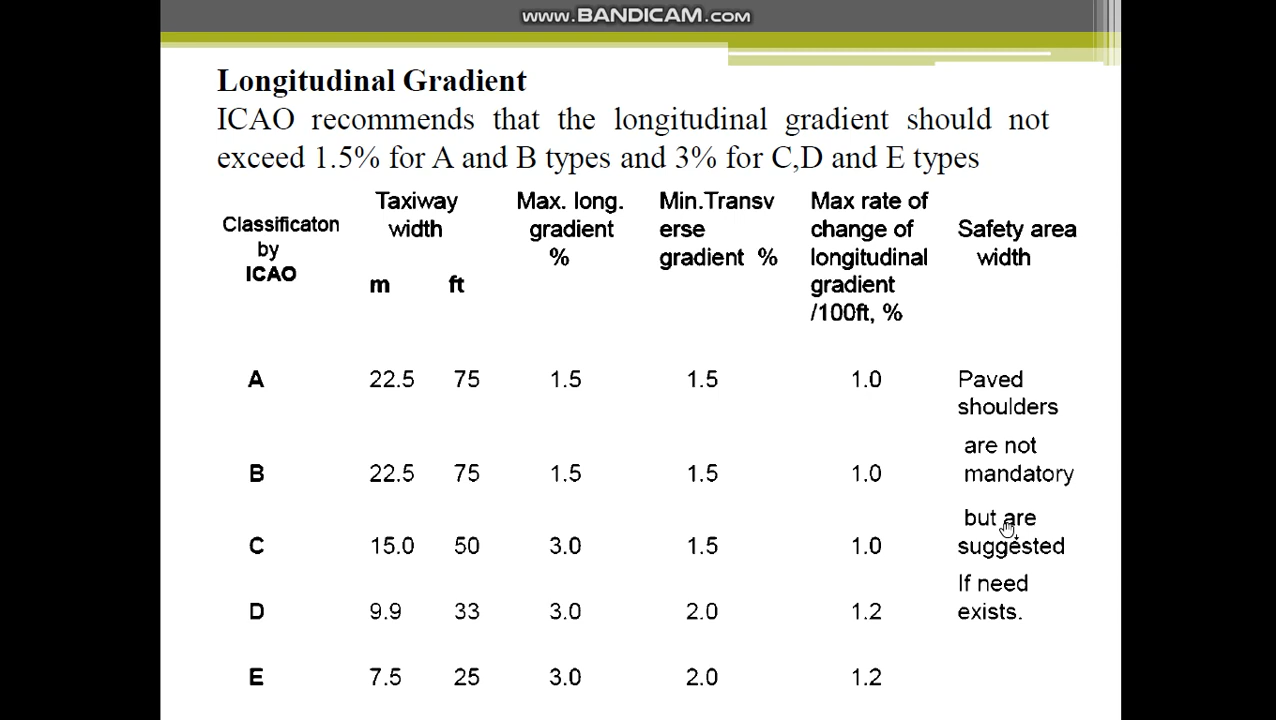 www.BANDICAM.com
Longitudinal Gradient
ICAO recommends that the longitudinal gradient should not
exceed 1.5% for A and B types and 3% for C,D and E types
Classificaton by ICAO | Taxiway width m ft | Max. long. gradient % | Min.Transv erse gradient % | Max rate of change of longitudinal gradient /100ft, % | Safety area width
A 22.5 75 1.5 1.5 1.0 Paved
shoulders
are not
B 22.5 75 1.5 1.5 1.0 mandatory
but are
C 15.0 50 3.0 1.5 1.0 suggested
If need
D 9.9 33 3.0 2.0 1.2 exists.
E 7.5 25 3.0 2.0 1.2